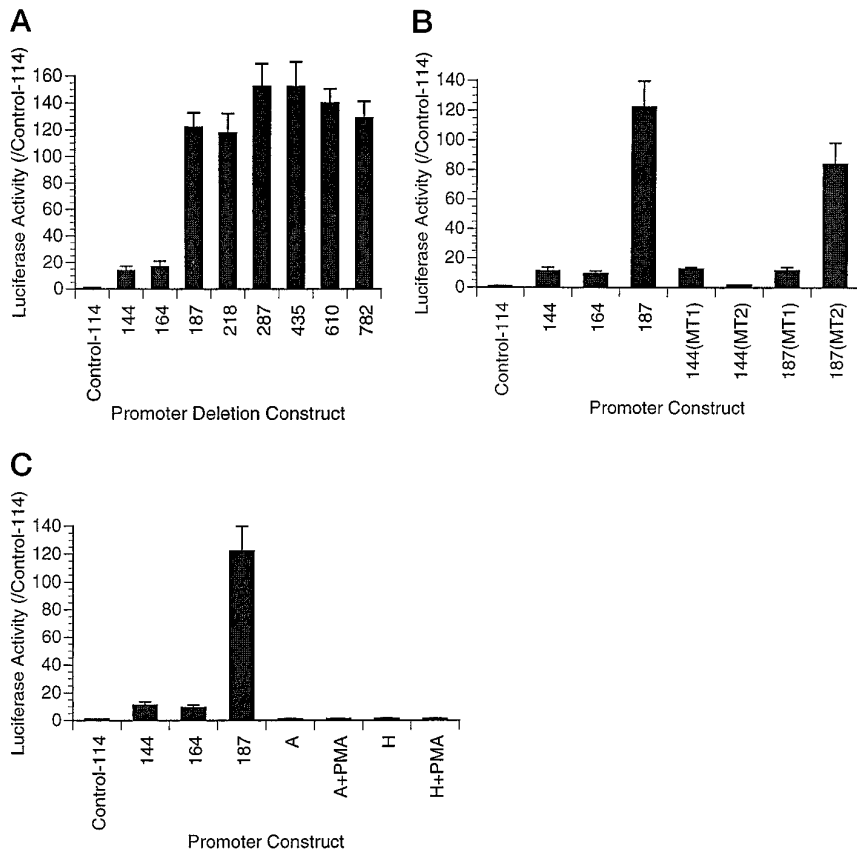 A
Luciferase Activity (/Control-114)
160
140
120
100
80
60
40
20
0
Control-114
144
164
187
218
287
435
610
782
Promoter Deletion Construct
B
Luciferase Activity (/Control-114)
140
120
100
80
60
40
20
0
Control-114
144
164
187
144(MT1)
144(MT2)
187(MT1)
187(MT2)
Promoter Construct
C
Luciferase Activity (/Control-114)
140
120
100
80
60
40
20
0
Control-114
144
164
187
A
A+PMA
H
H+PMA
Promoter Construct